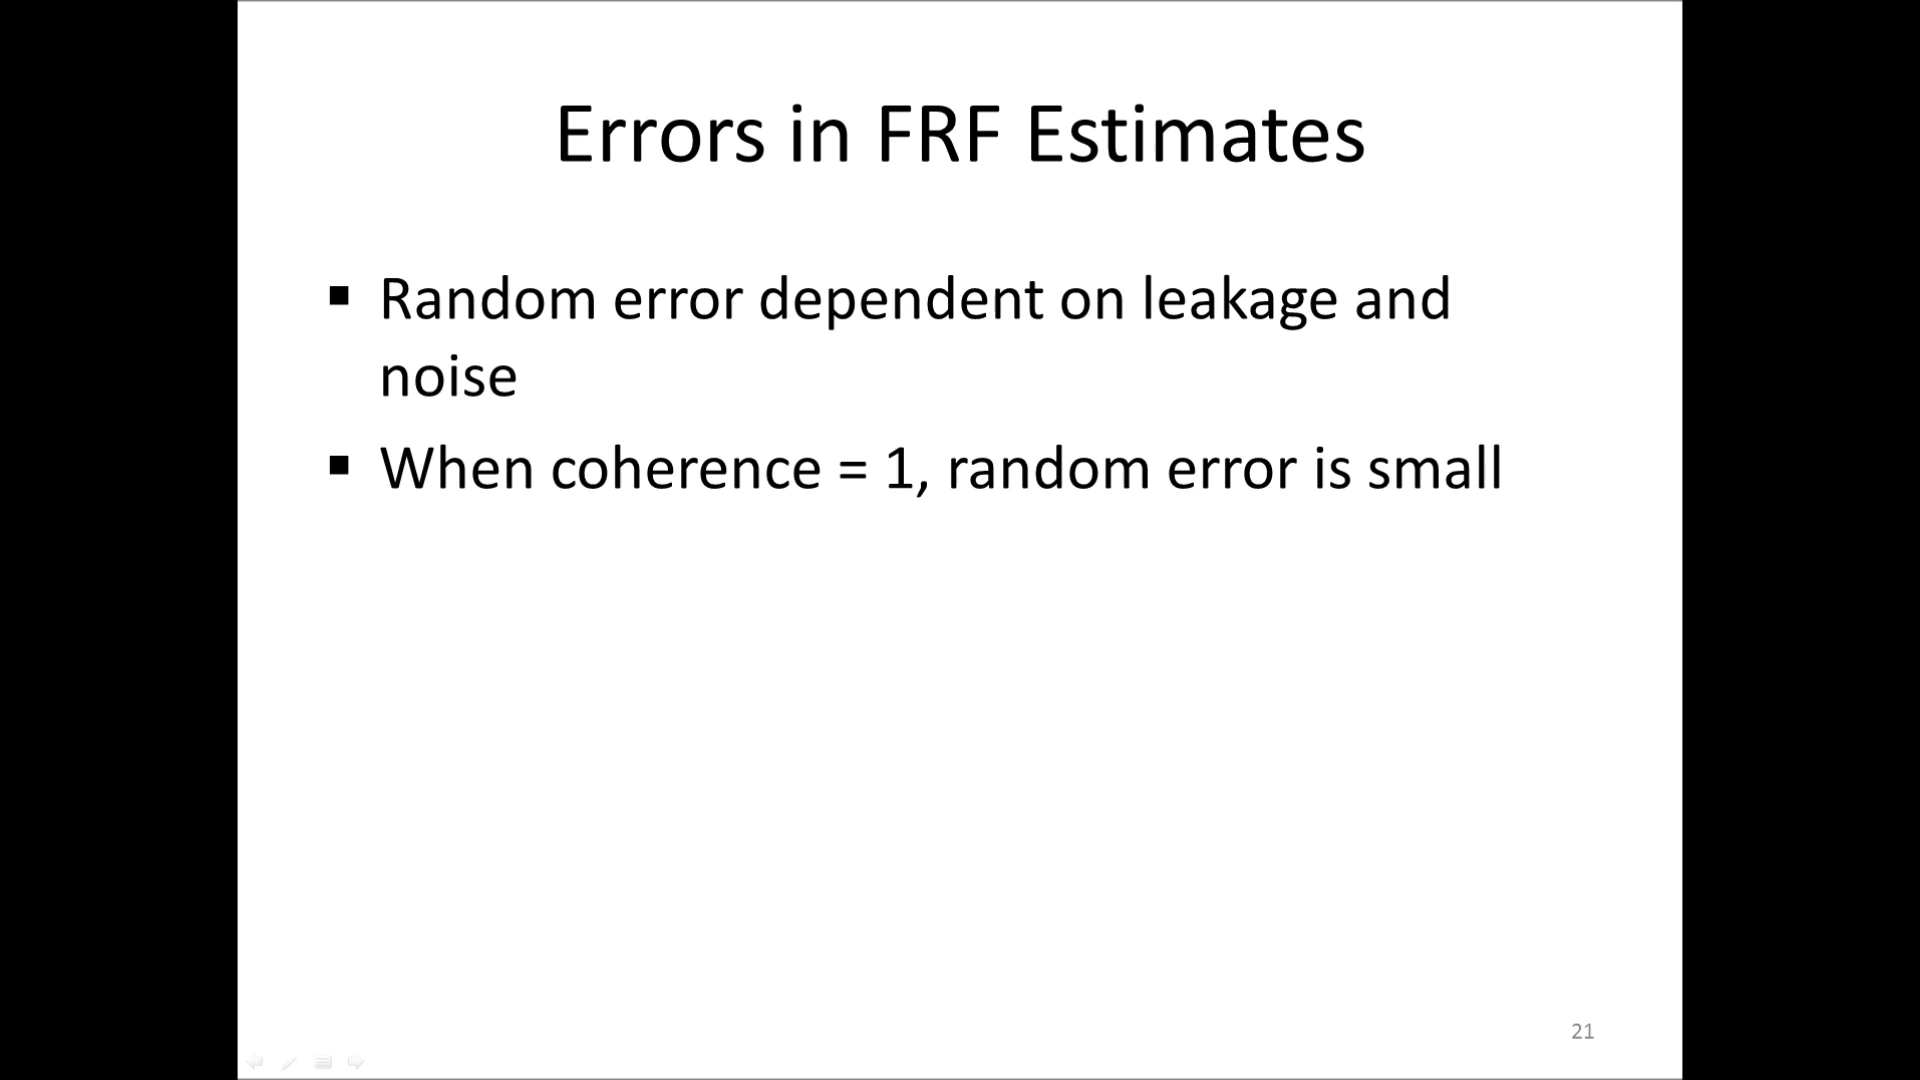 Errors in FRF Estimates
▪ Random error dependent on leakage and
noise
▪ When coherence = 1, random error is small
21